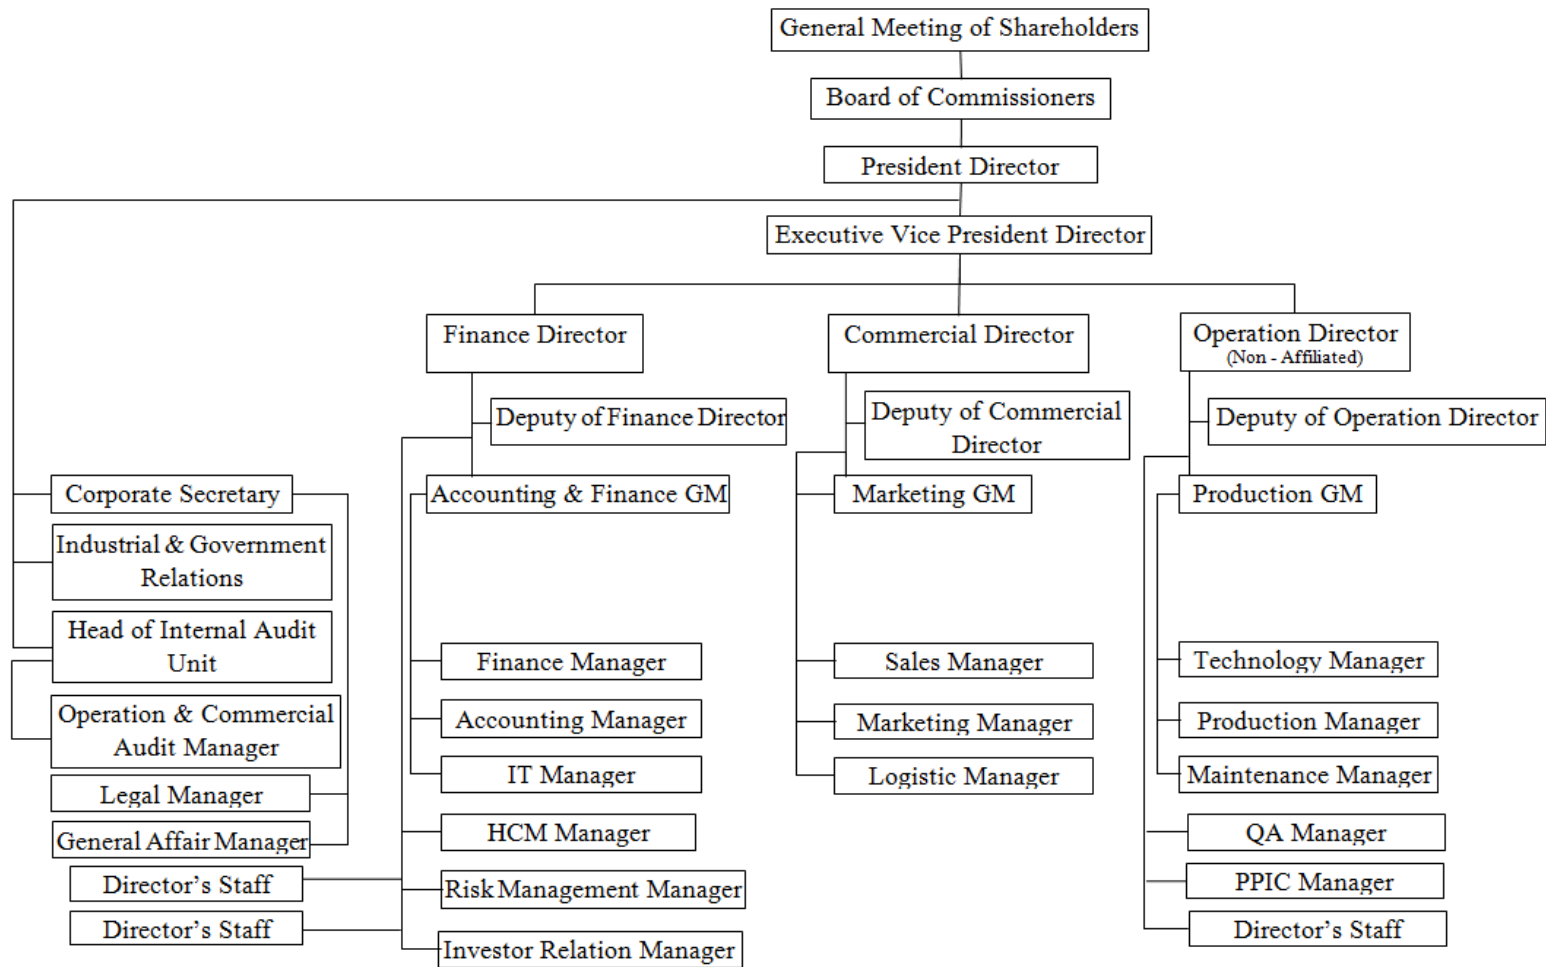 General Meeting of Shareholders
Board of Commissioners
President Director
Executive Vice President Director
Finance Director
Commercial Director
Operation Director
(Non - Affiliated)
Deputy of Finance Director
Deputy of Commercial
Director
Deputy of Operation Director
Corporate Secretary
Accounting & Finance GM
Marketing GM
Production GM
Industrial & Government
Relations
Head of Internal Audit
Unit
Finance Manager
Sales Manager
Technology Manager
Operation & Commercial
Audit Manager
Accounting Manager
Marketing Manager
Production Manager
Legal Manager
IT Manager
Logistic Manager
Maintenance Manager
General Affair Manager
HCM Manager
QA Manager
Director's Staff
Risk Management Manager
PPIC Manager
Director's Staff
Investor Relation Manager
Director's Staff